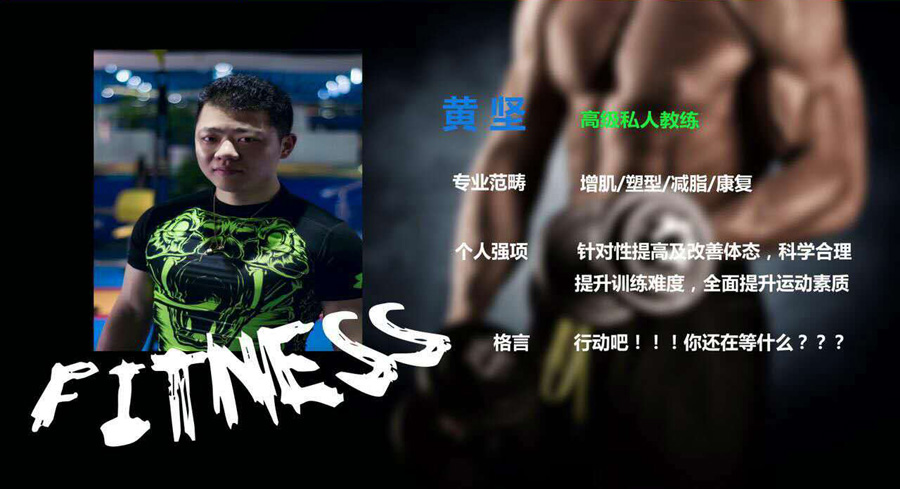 黄 坚 高级私人教练
专业范畴 增肌/塑型/减脂/康复
个人强项 针对性提高及改善体态，科学合理
提升训练难度，全面提升运动素质
格言 行动吧！！！你还在等什么？？？
FITNESS